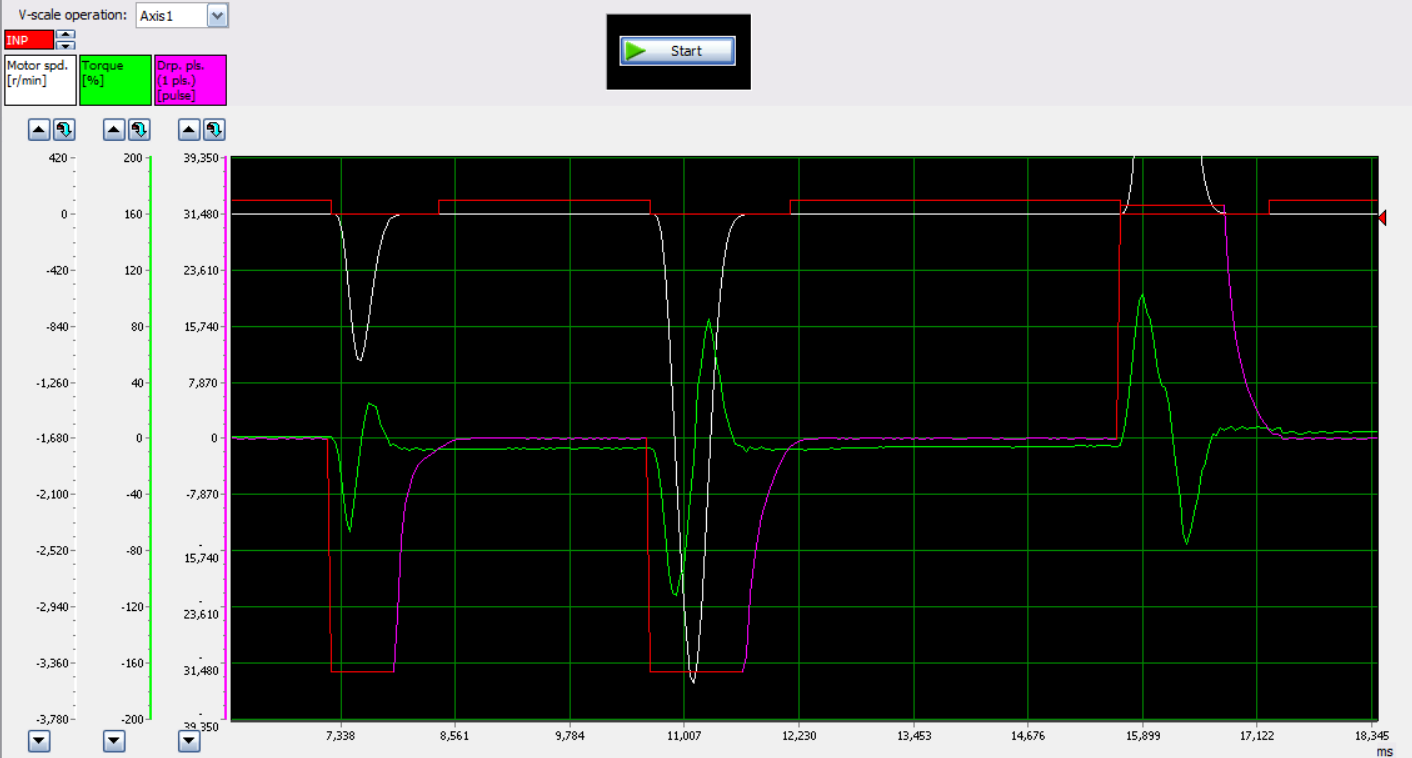 V-scale operation: Axis1
INP
Start
Motor spd.
[r/min]
Torque
[%]
Drp. pls.
(1 pls.)
[pulse]
420 200 39,350
0 160 31,480
-420 120 23,610
-840 80 15,740
-1,260 40 7,870
-1,680 0 0
-2,100 -40 -7,870
-2,520 -80 -15,740
-2,940 -120 -23,610
-3,360 -160 -31,480
-3,780 -200 -39,350
7,338 8,561 9,784 11,007 12,230 13,453 14,676 15,899 17,122 18,345
ms